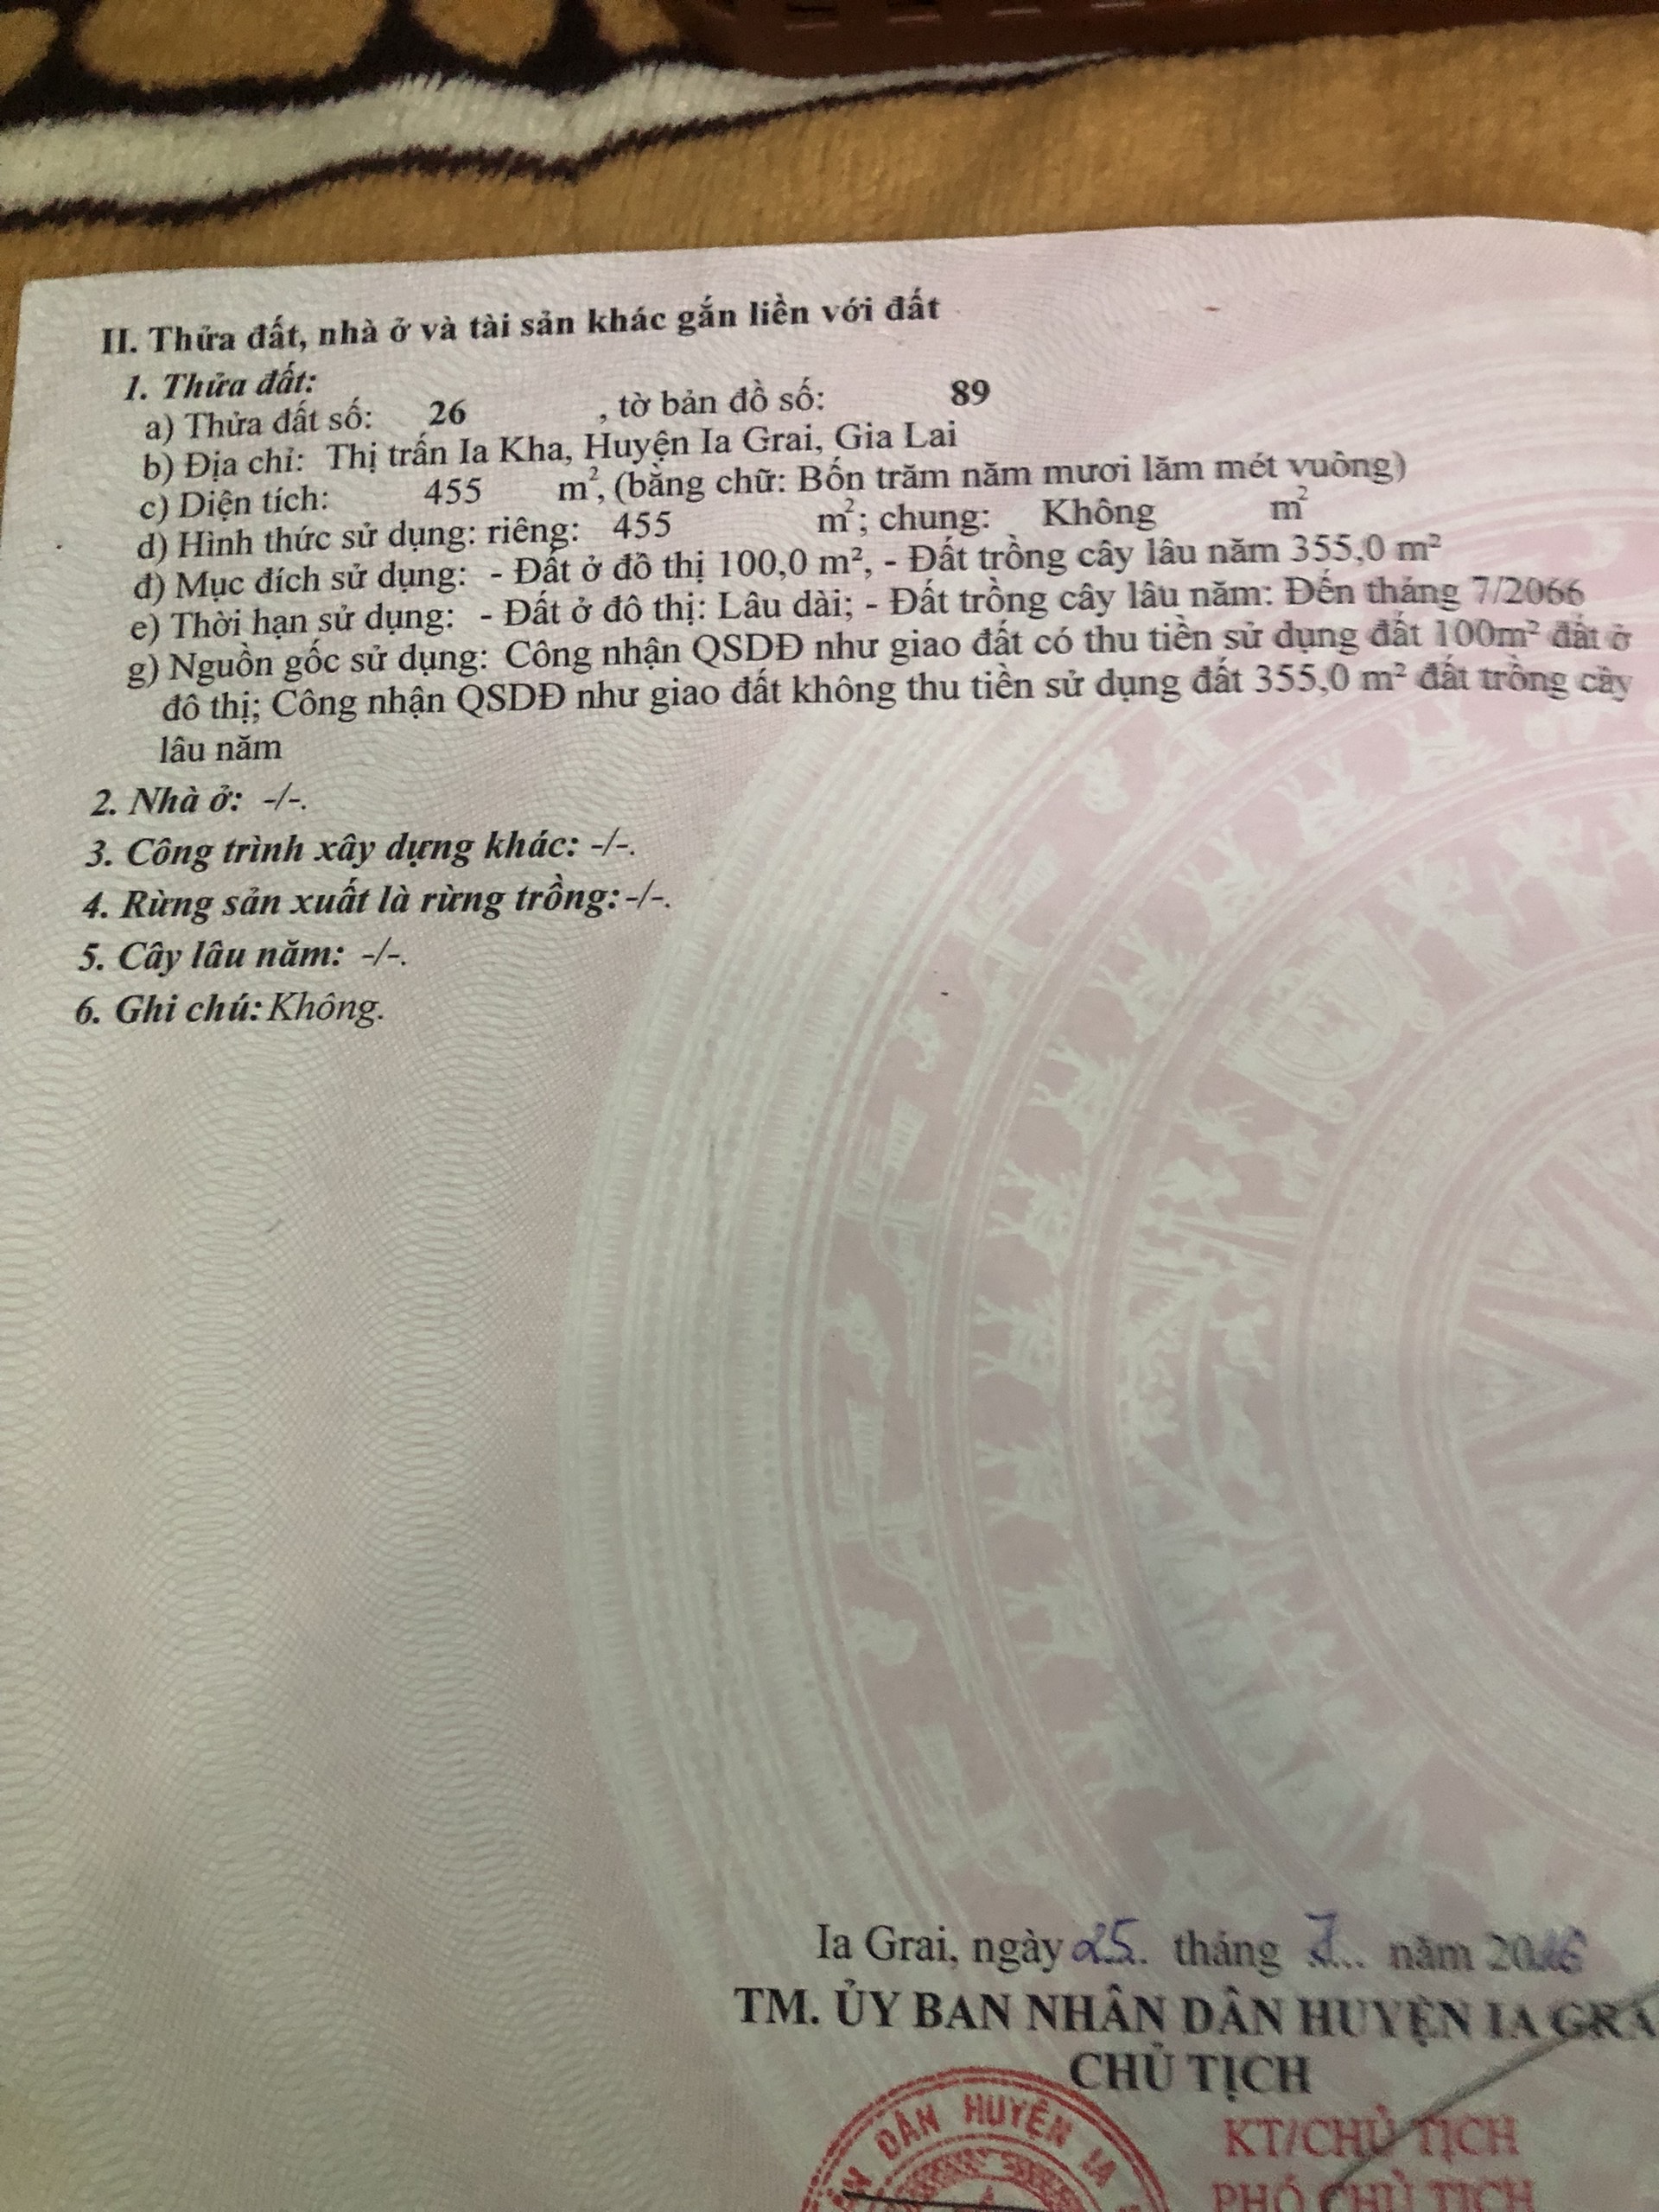 II. Thửa đất, nhà ở và tài sản khác gắn liền với đất
1. Thửa đất:
a) Thửa đất số: 26 , tờ bản đồ số: 89
b) Địa chỉ: Thị trấn Ia Kha, Huyện Ia Grai, Gia Lai
c) Diện tích: 455 m², (bằng chữ: Bốn trăm năm mươi lăm mét vuông)
d) Hình thức sử dụng: riêng: 455 m²; chung: Không m²
đ) Mục đích sử dụng: - Đất ở đô thị 100,0 m², - Đất trồng cây lâu năm 355,0 m²
e) Thời hạn sử dụng: - Đất ở đô thị: Lâu dài; - Đất trồng cây lâu năm: Đến tháng 7/2066
g) Nguồn gốc sử dụng: Công nhận QSDĐ như giao đất có thu tiền sử dụng đất 100m² đất ở
đô thị; Công nhận QSDĐ như giao đất không thu tiền sử dụng đất 355,0 m² đất trồng cây
lâu năm
2. Nhà ở: -/-.
3. Công trình xây dựng khác: -/-.
4. Rừng sản xuất là rừng trồng: -/-.
5. Cây lâu năm: -/-.
6. Ghi chú: Không.
Ia Grai, ngày 25. tháng 7... năm 2016
TM. ỦY BAN NHÂN DÂN HUYỆN IA GRA
CHỦ TỊCH
DÂN HUYỆN IA
KT/CHỦ TỊCH
PHÓ CHỦ TỊCH